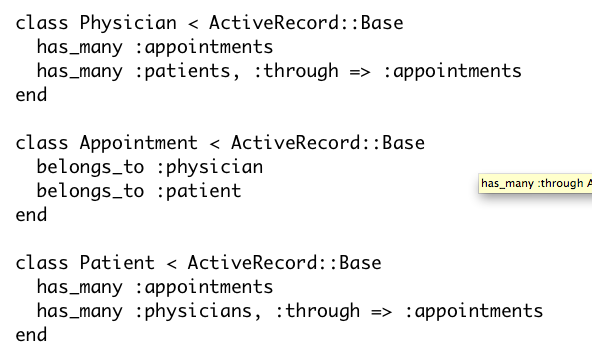 class Physician < ActiveRecord::Base
  has_many :appointments
  has_many :patients, :through => :appointments
end

class Appointment < ActiveRecord::Base
  belongs_to :physician
  belongs_to :patient
end
has_many :through A

class Patient < ActiveRecord::Base
  has_many :appointments
  has_many :physicians, :through => :appointments
end